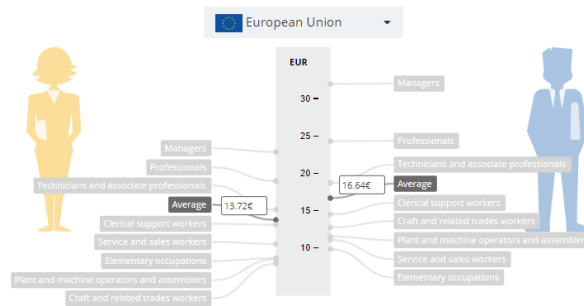 European Union
EUR
30
25
20
15
10
Managers
Professionals
Technicians and associate professionals
Average
13.72€
Clerical support workers
Service and sales workers
Elementary occupations
Plant and machine operators and assemblers
Craft and related trades workers
Managers
Professionals
Technicians and associate professionals
16.64€
Average
Clerical support workers
Craft and related trades workers
Plant and machine operators and assemblers
Service and sales workers
Elementary occupations